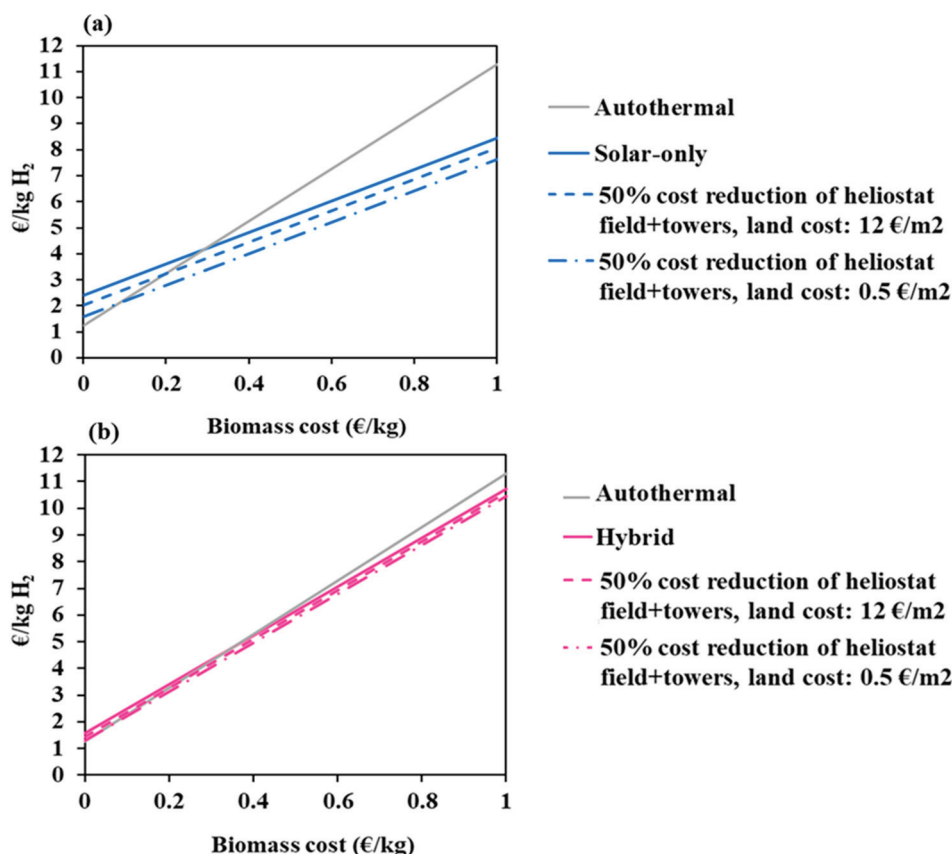 (a)
12
11
10
9
8
7
6
5
4
3
2
1
0
€/kg H2
0 0.2 0.4 0.6 0.8 1
Biomass cost (€/kg)
Autothermal
Solar-only
50% cost reduction of heliostat
field+towers, land cost: 12 €/m2
50% cost reduction of heliostat
field+towers, land cost: 0.5 €/m2
(b)
12
11
10
9
8
7
6
5
4
3
2
1
0
€/kg H2
0 0.2 0.4 0.6 0.8 1
Biomass cost (€/kg)
Autothermal
Hybrid
50% cost reduction of heliostat
field+towers, land cost: 12 €/m2
50% cost reduction of heliostat
field+towers, land cost: 0.5 €/m2